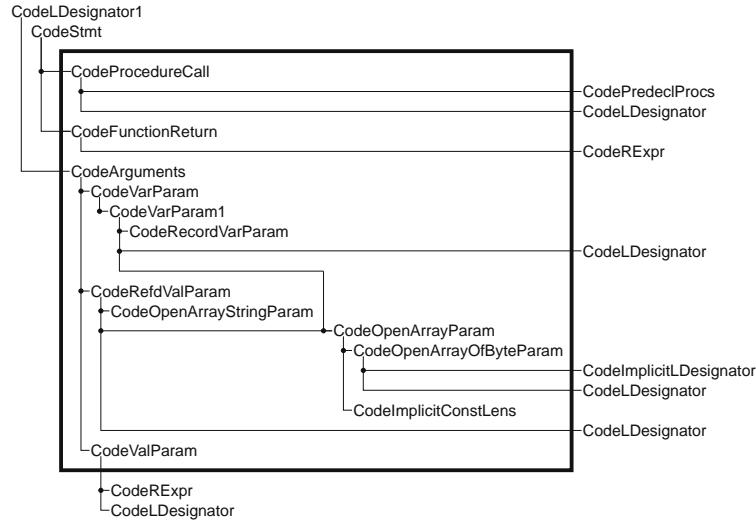 CodeLDesignator1
CodeStmt
CodeProcedureCall
CodePredeclProcs
CodeLDesignator
CodeFunctionReturn
CodeRExpr
CodeArguments
CodeVarParam
CodeVarParam1
CodeRecordVarParam
CodeLDesignator
CodeRefdValParam
CodeOpenArrayStringParam
CodeOpenArrayParam
CodeOpenArrayOfByteParam
CodeImplicitLDesignator
CodeLDesignator
CodeImplicitConstLens
CodeLDesignator
CodeValParam
CodeRExpr
CodeLDesignator